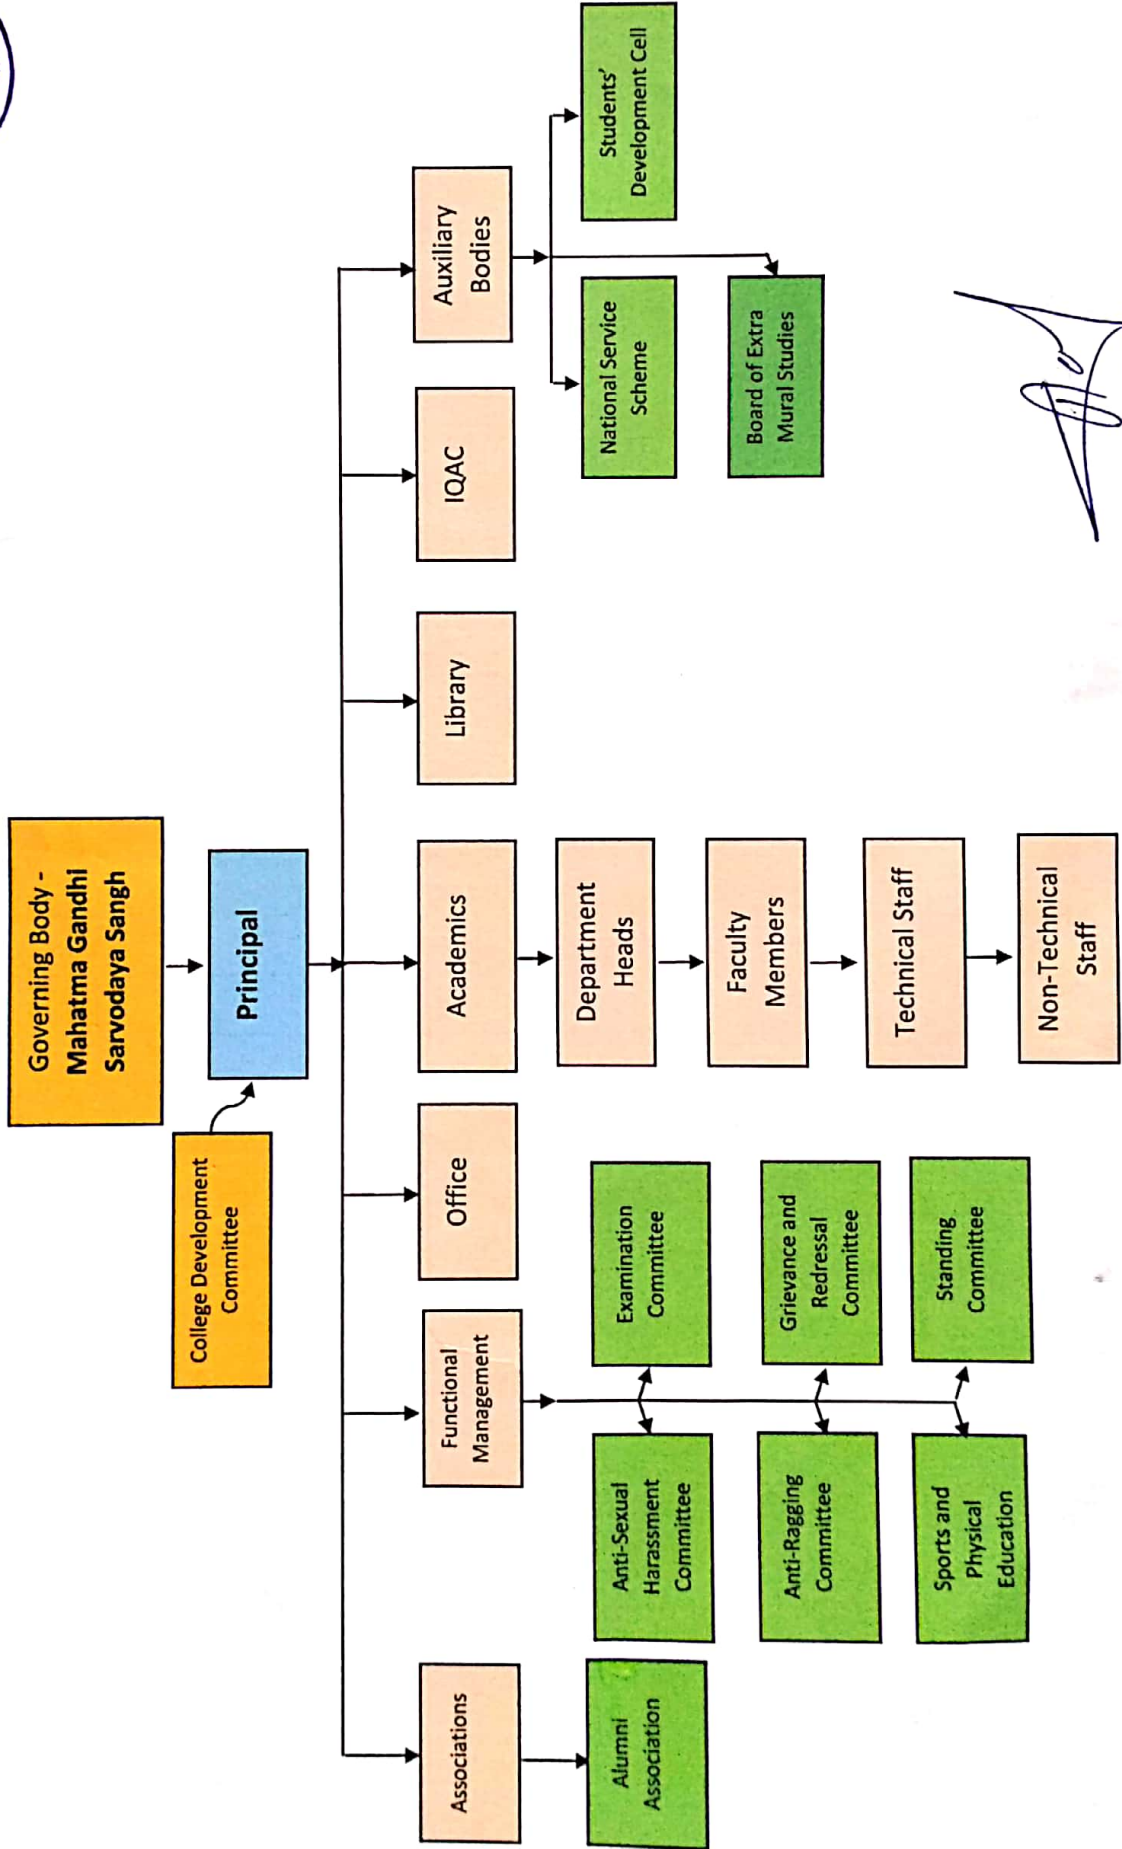 Governing Body -
Mahatma Gandhi
Sarvodaya Sangh
College Development
Committee
Principal
Associations
Functional
Management
Office
Academics
Library
IQAC
Auxiliary
Bodies
Alumni
Association
Anti-Sexual
Harassment
Committee
Examination
Committee
Anti-Ragging
Committee
Grievance and
Redressal
Committee
Sports and
Physical
Education
Standing
Committee
Department
Heads
Faculty
Members
Technical Staff
Non-Technical
Staff
National Service
Scheme
Students'
Development Cell
Board of Extra
Mural Studies